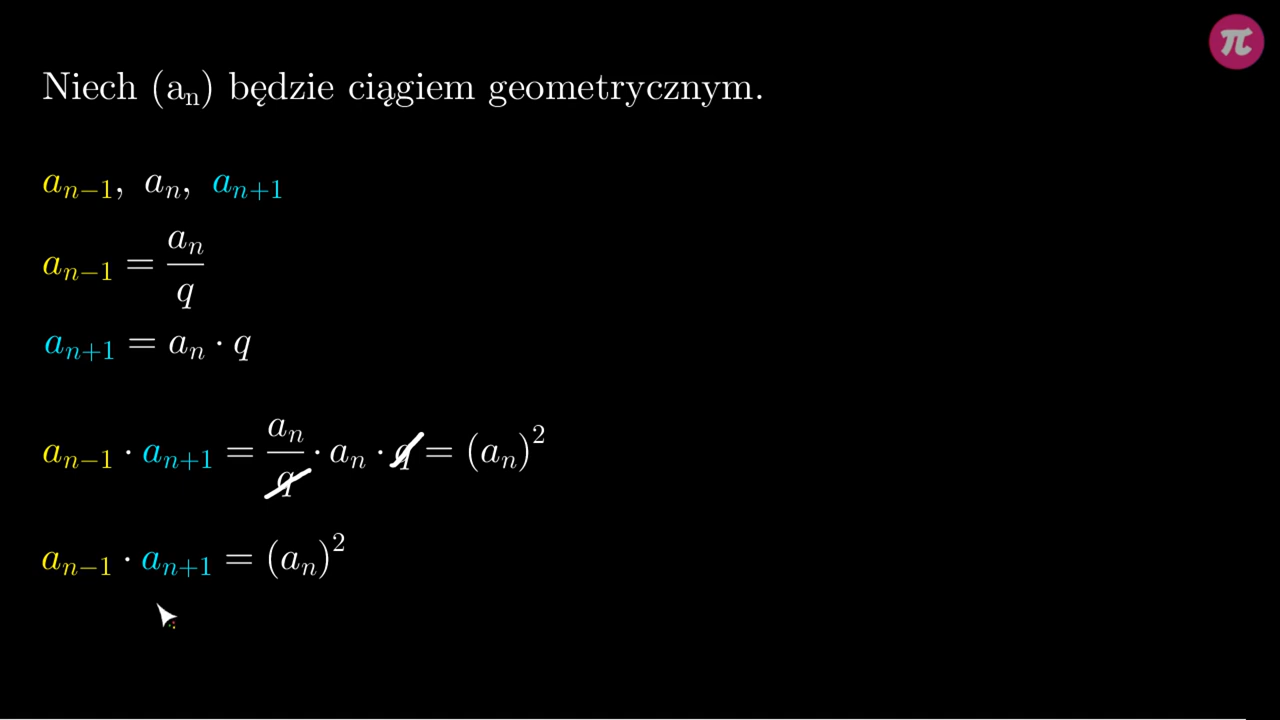 π
Niech (aₙ) będzie ciągiem geometrycznym.
aₙ₋₁, aₙ, aₙ₊₁
aₙ₋₁ = aₙ/q
aₙ₊₁ = aₙ · q
aₙ₋₁ · aₙ₊₁ = aₙ/q · aₙ · q = (aₙ)²
aₙ₋₁ · aₙ₊₁ = (aₙ)²